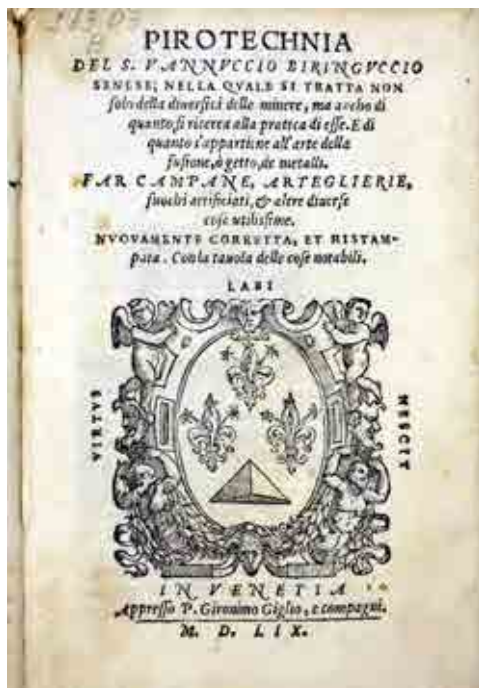 PIROTECHNIA
DEL S. VANNVCCIO BIRINGVCCIO
SENESE; NELLA QVALE SI TRATTA NON
solo della diuersità delle minere, ma ancho di
quanto si ricerca alla pratica di esse. E di
quanto s'appartiene all'arte della
fusione, ò getto, de metalli.
FAR CAMPANE, ARTEGLIERIE,
fuochi artificiati, & altre diuerse
cose utilissime.
NVOVAMENTE CORRETTA, ET RISTAM-
pata. Con la tauola delle cose notabili.
LABI
VIRTVS
NESCIT
IN VENETIA
Appresso P. Gironimo Giglio, e compagni.
M. D. LIX.